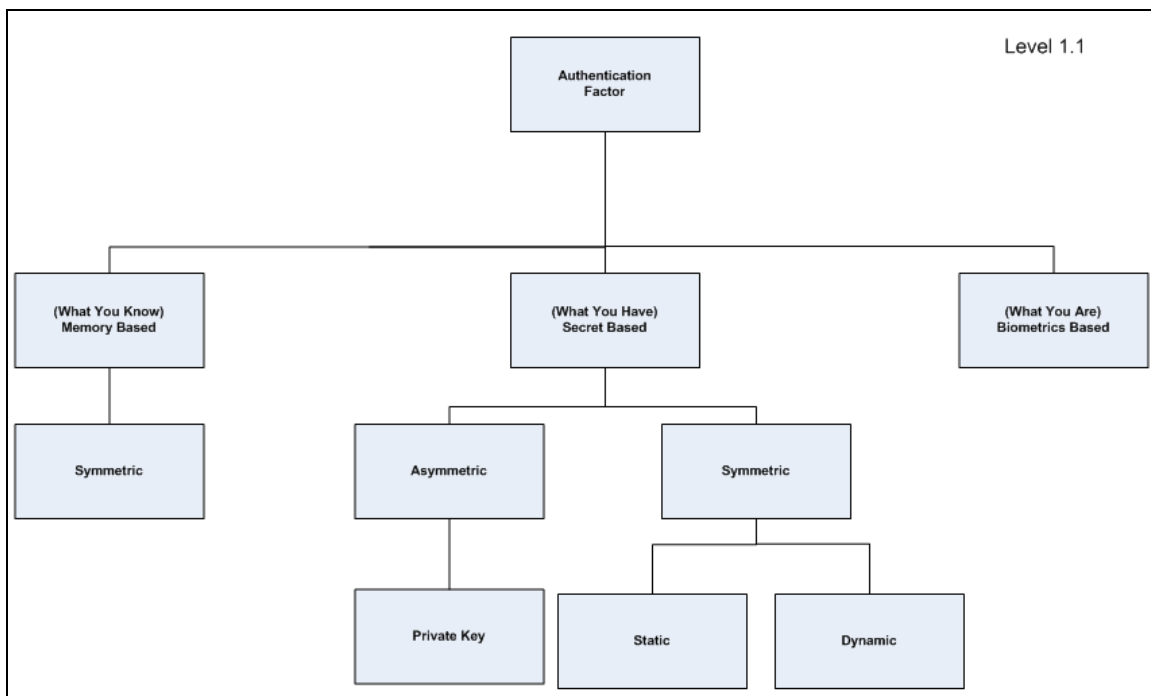 Level 1.1
Authentication
Factor
(What You Know)
Memory Based
(What You Have)
Secret Based
(What You Are)
Biometrics Based
Symmetric
Asymmetric
Symmetric
Private Key
Static
Dynamic